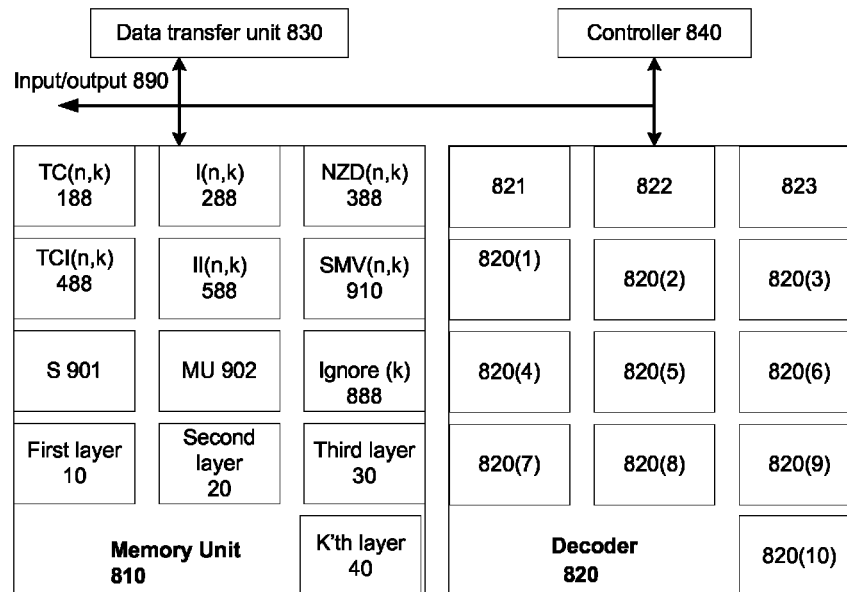 Data transfer unit 830
Controller 840
Input/output 890
TC(n,k)
188
I(n,k)
288
NZD(n,k)
388
821
822
823
TCI(n,k)
488
II(n,k)
588
SMV(n,k)
910
820(1)
820(2)
820(3)
S 901
MU 902
Ignore (k)
888
820(4)
820(5)
820(6)
First layer
10
Second
layer
20
Third layer
30
820(7)
820(8)
820(9)
Memory Unit
810
K'th layer
40
Decoder
820
820(10)